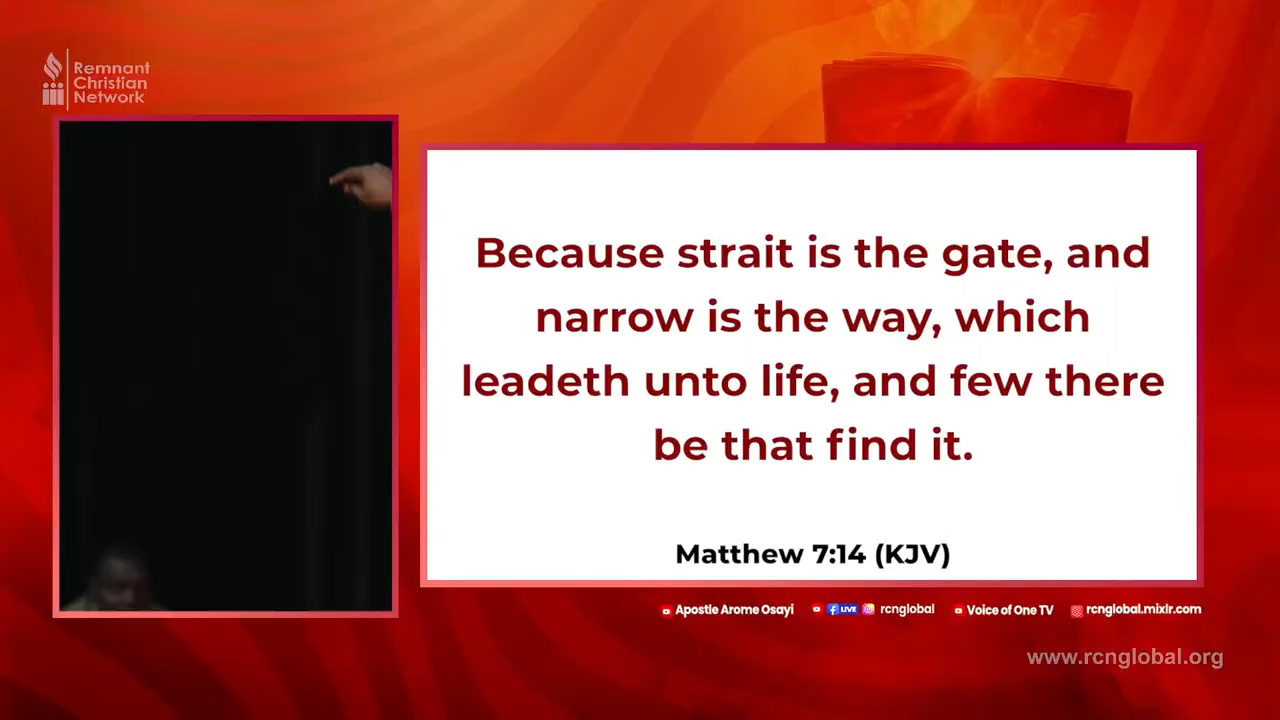 Remnant
Christian
Network
Because strait is the gate, and
narrow is the way, which
leadeth unto life, and few there
be that find it.
Matthew 7:14 (KJV)
Apostle Arome Osayi LIVE rcnglobal Voice of One TV rcnglobal.mixlr.com
www.rcnglobal.org